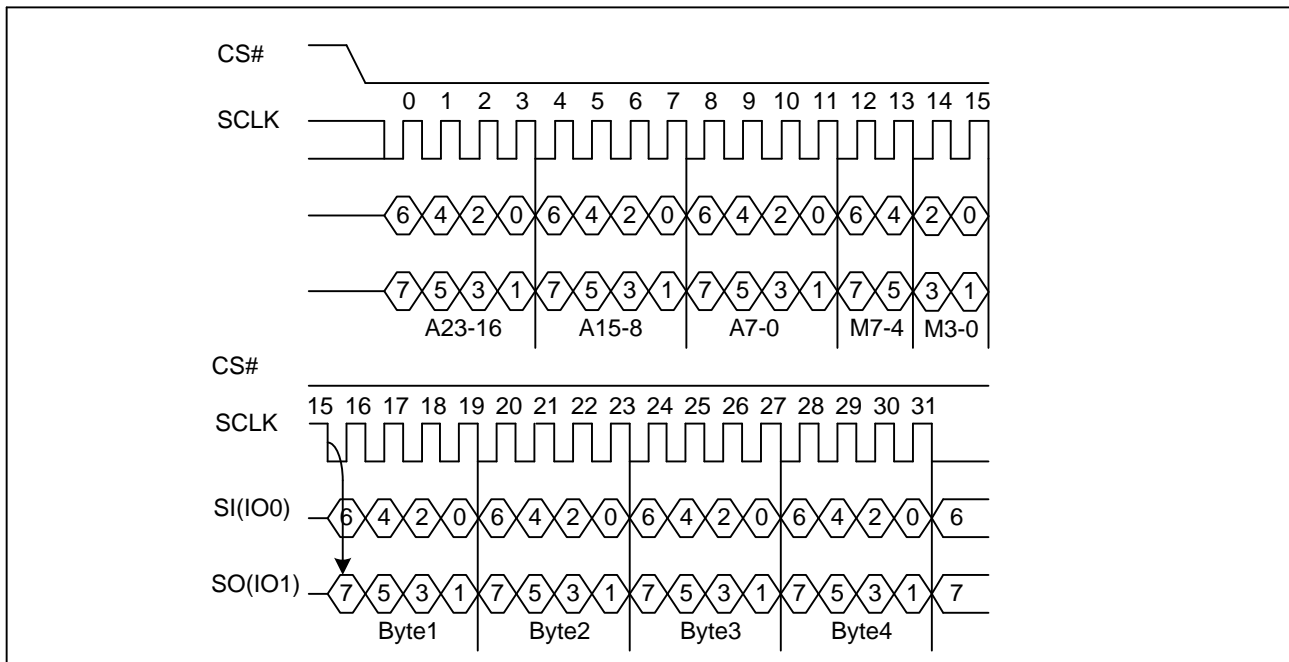 CS#
0 1 2 3 4 5 6 7 8 9 10 11 12 13 14 15
SCLK
6 4 2 0 6 4 2 0 6 4 2 0 6 4 2 0
7 5 3 1 7 5 3 1 7 5 3 1 7 5 3 1
A23-16 A15-8 A7-0 M7-4 M3-0
CS#
15 16 17 18 19 20 21 22 23 24 25 26 27 28 29 30 31
SCLK
SI(IO0) 6 4 2 0 6 4 2 0 6 4 2 0 6 4 2 0 6
SO(IO1) 7 5 3 1 7 5 3 1 7 5 3 1 7 5 3 1 7
Byte1 Byte2 Byte3 Byte4